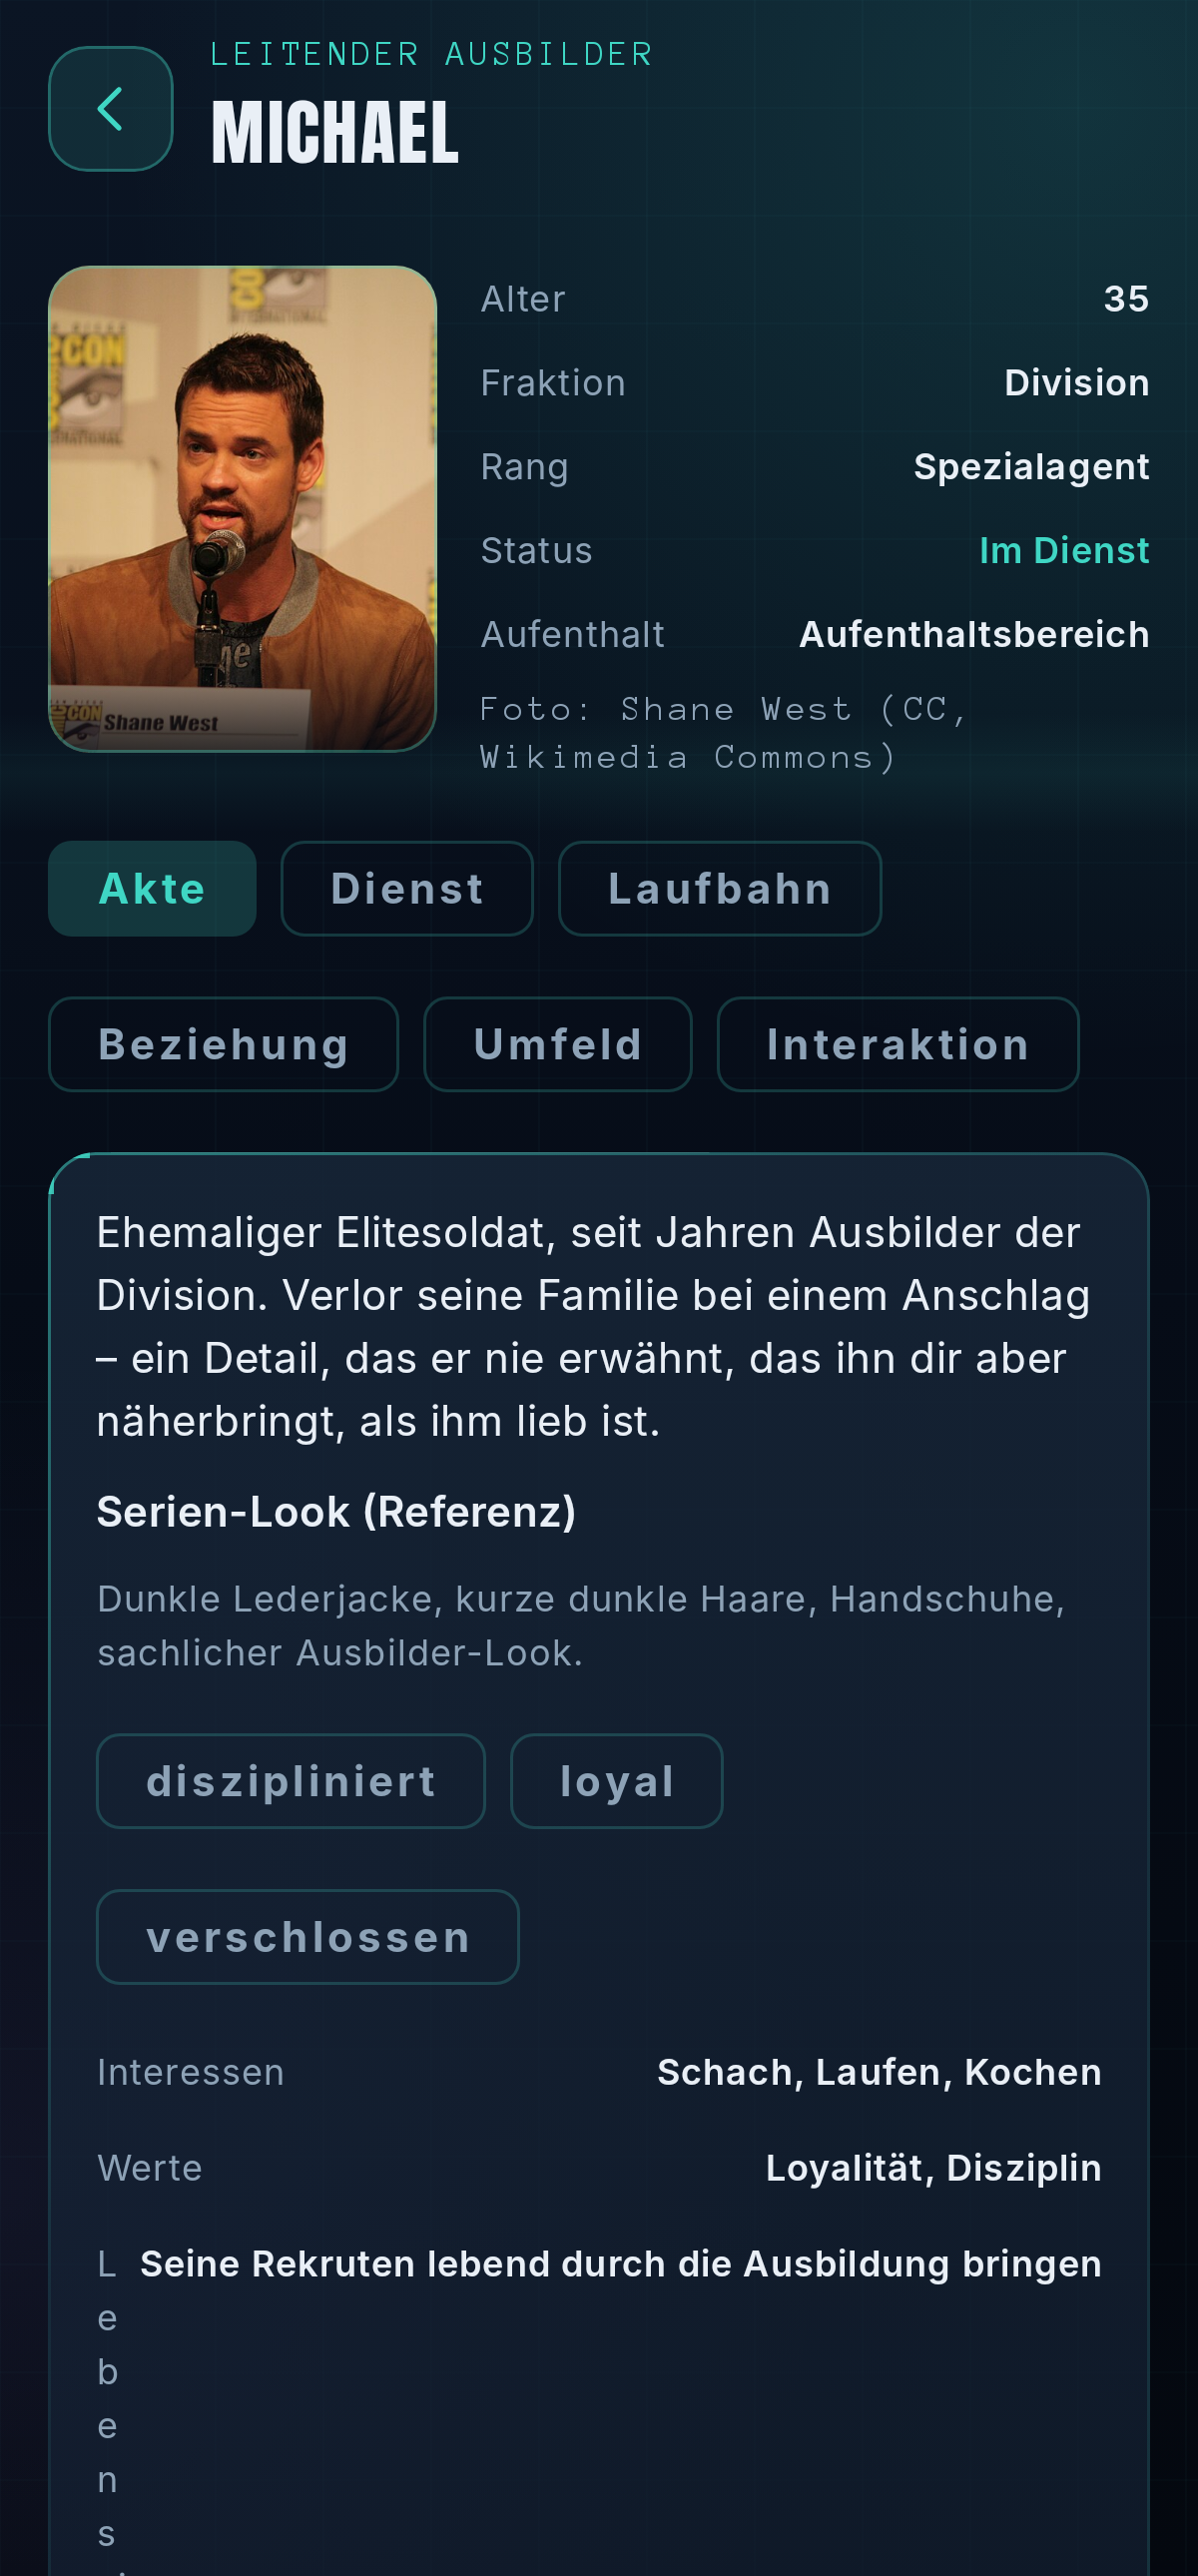 LEITENDER AUSBILDER
MICHAEL
CON
CON
Shane West
Alter 35
Fraktion Division
Rang Spezialagent
Status Im Dienst
Aufenthalt Aufenthaltsbereich
Foto: Shane West (CC,
Wikimedia Commons)
Akte Dienst Laufbahn
Beziehung Umfeld Interaktion
Ehemaliger Elitesoldat, seit Jahren Ausbilder der
Division. Verlor seine Familie bei einem Anschlag
– ein Detail, das er nie erwähnt, das ihn dir aber
näherbringt, als ihm lieb ist.
Serien-Look (Referenz)
Dunkle Lederjacke, kurze dunkle Haare, Handschuhe,
sachlicher Ausbilder-Look.
diszipliniert loyal
verschlossen
Interessen Schach, Laufen, Kochen
Werte Loyalität, Disziplin
L Seine Rekruten lebend durch die Ausbildung bringen
e
b
e
n
s